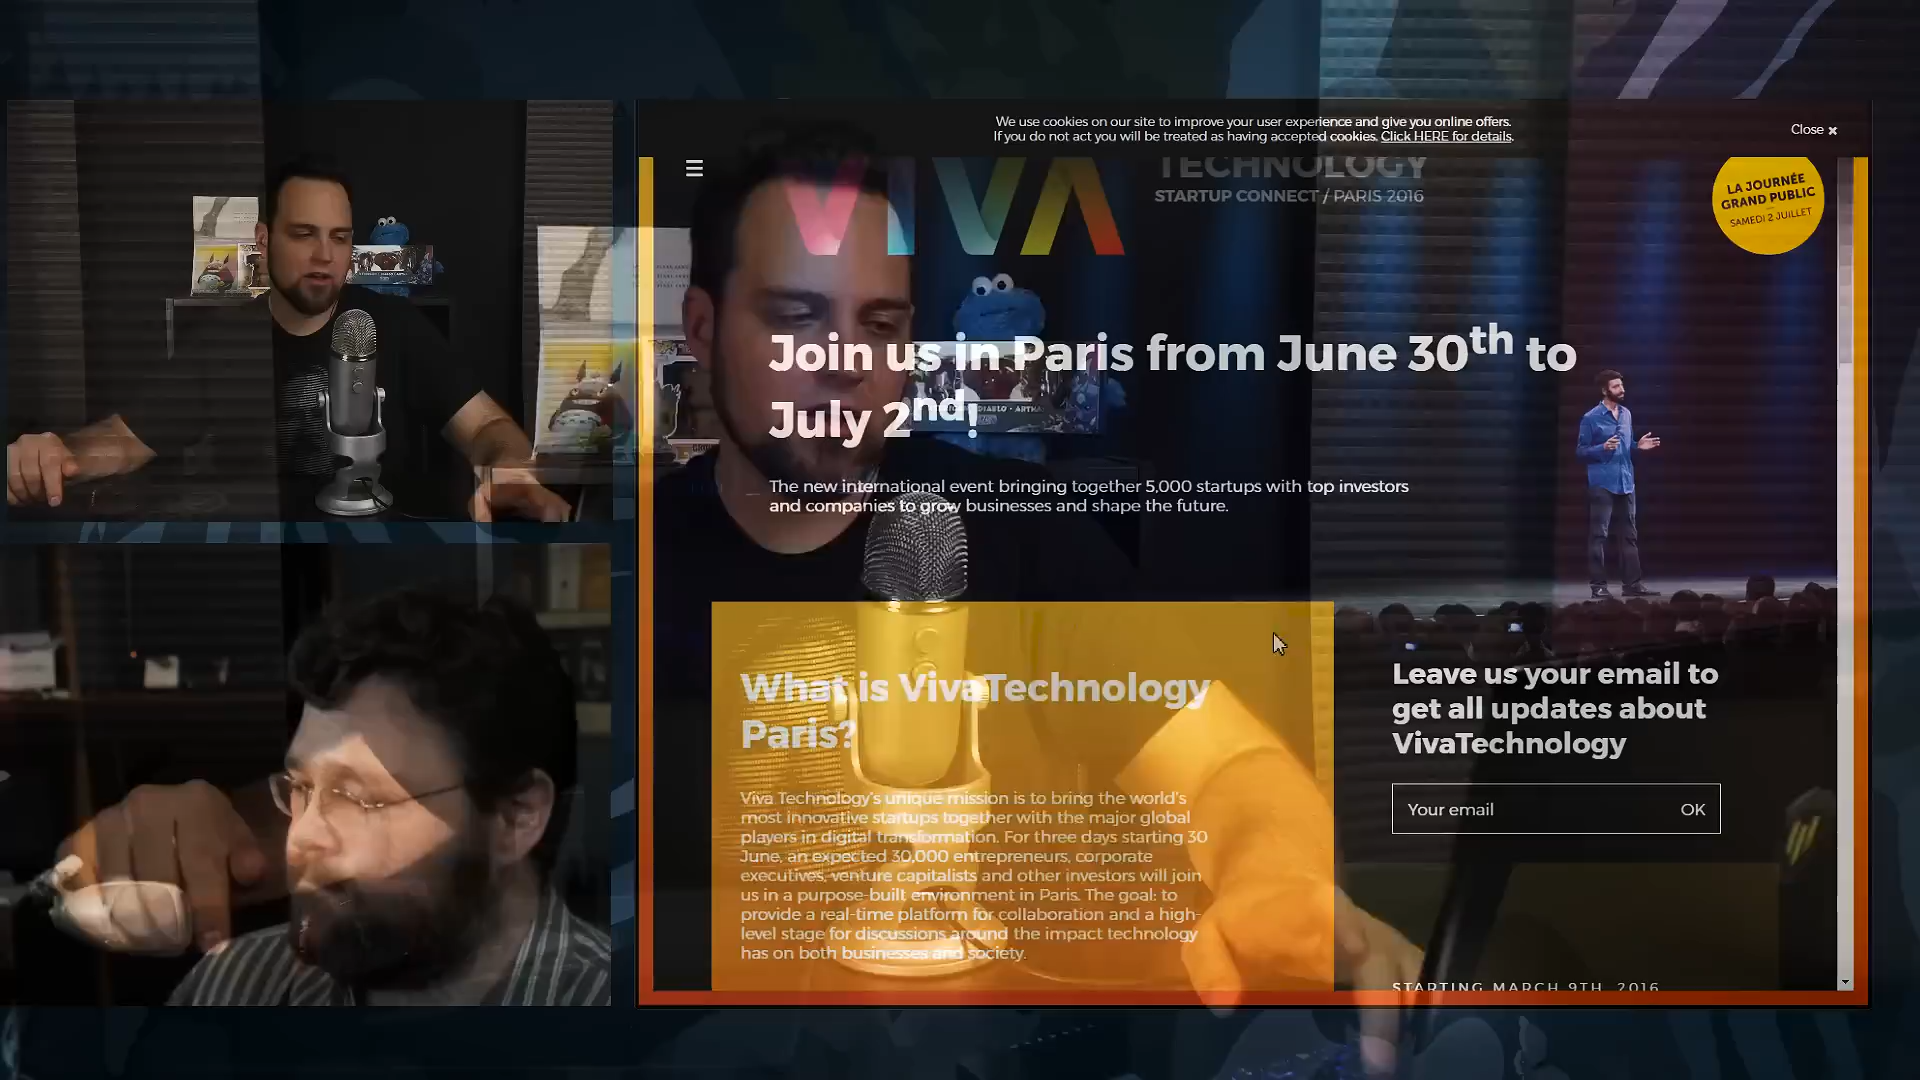 We use cookies on our site to improve your user experience and give you online offers.
If you do not act you will be treated as having accepted cookies. Click HERE for details.
Close ×
VIVA
TECHNOLOGY
STARTUP CONNECT / PARIS 2016
LA JOURNÉE
GRAND PUBLIC
SAMEDI 2 JUILLET
Join us in Paris from June 30th to
July 2nd!
The new international event bringing together 5,000 startups with top investors
and companies to grow businesses and shape the future.
What is VivaTechnology
Paris?
Viva Technology's unique mission is to bring the world's
most innovative startups together with the major global
players in digital transformation. For three days starting 30
June, an expected 30,000 entrepreneurs, corporate
executives, venture capitalists and other investors will join
us in a purpose-built environment in Paris. The goal: to
provide a real-time platform for collaboration and a high-
level stage for discussions around the impact technology
has on both businesses and society.
Leave us your email to
get all updates about
VivaTechnology
Your email OK
STARTING MARCH 9TH, 2016